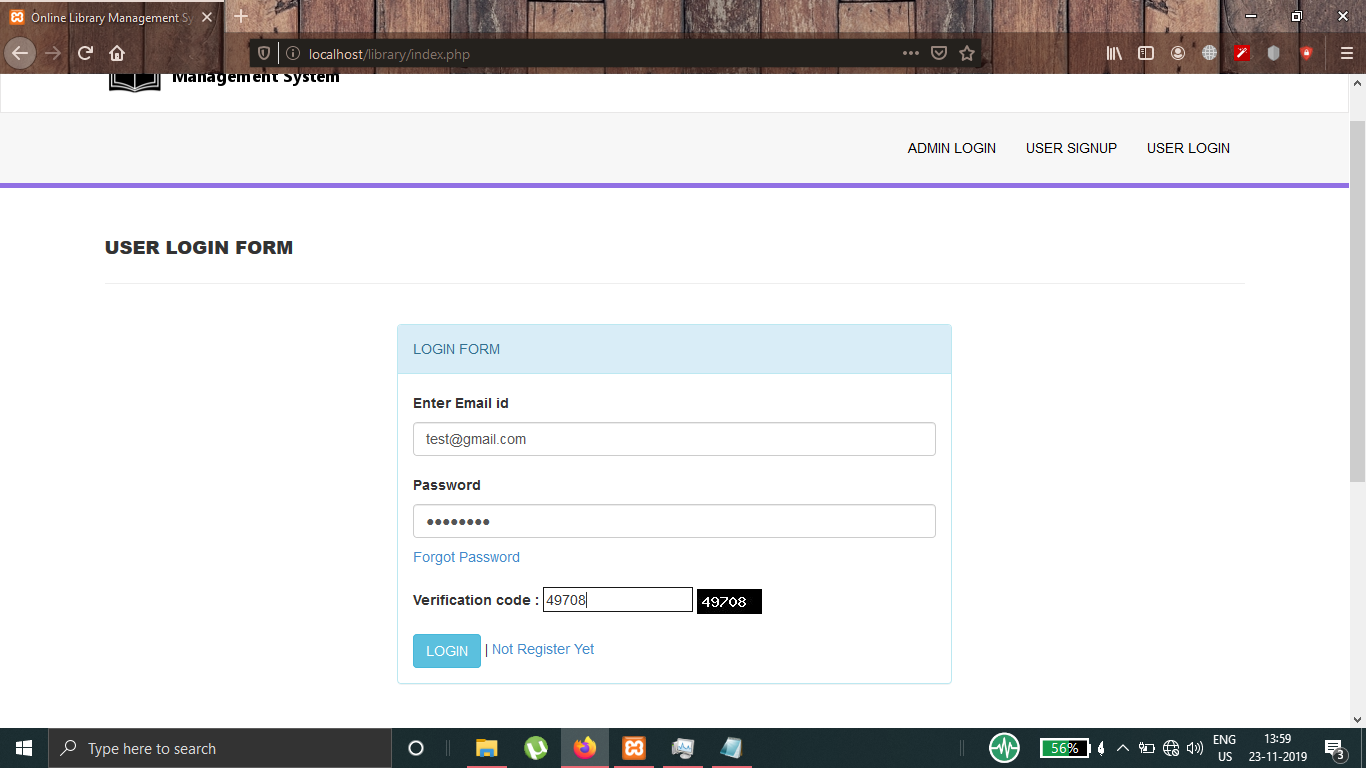 Online Library Management Sy
localhost/library/index.php
Management System
ADMIN LOGIN USER SIGNUP USER LOGIN
USER LOGIN FORM
LOGIN FORM
Enter Email id
test@gmail.com
Password
••••••••
Forgot Password
Verification code : 49708 49708
LOGIN | Not Register Yet
Type here to search
56%
ENG
US
13:59
23-11-2019
3